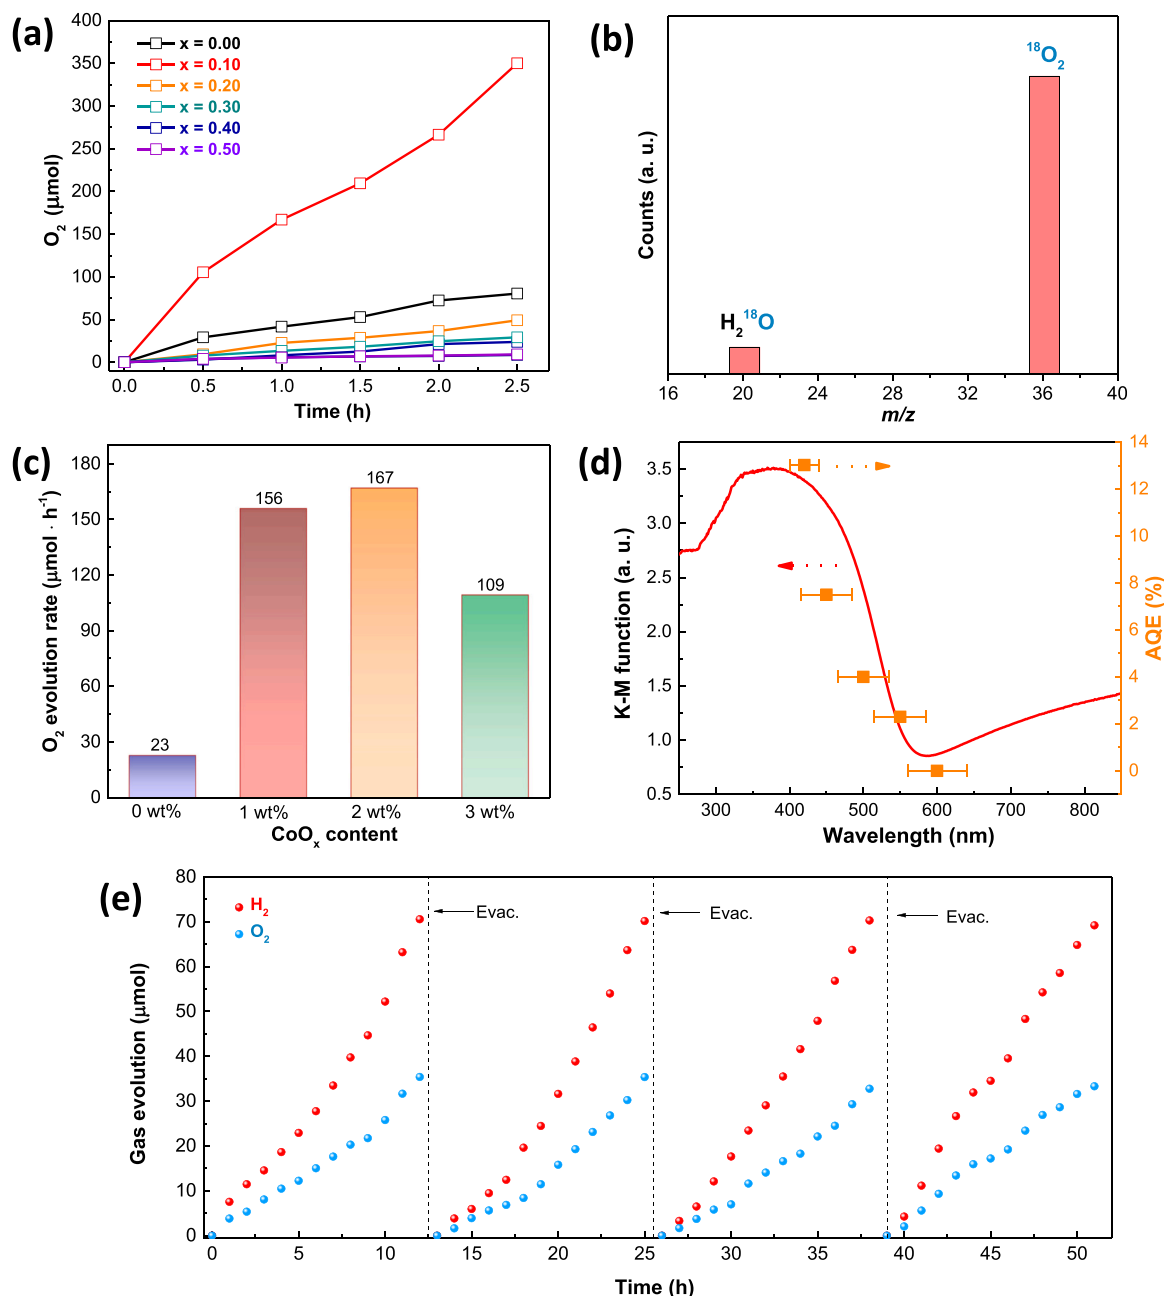 (a)
400
350
300
250
200
150
100
50
0
O2 (μmol)
x = 0.00
x = 0.10
x = 0.20
x = 0.30
x = 0.40
x = 0.50
0.0 0.5 1.0 1.5 2.0 2.5
Time (h)
(b)
Counts (a. u.)
18O2
H2 18O
16 20 24 28 32 36 40
m/z
(c)
180
150
120
90
60
30
0
O2 evolution rate (μmol · h-1)
23
156
167
109
0 wt% 1 wt% 2 wt% 3 wt%
CoOx content
(d)
3.5
3.0
2.5
2.0
1.5
1.0
0.5
K-M function (a. u.)
14
12
10
8
6
4
2
0
AQE (%)
300 400 500 600 700 800
Wavelength (nm)
(e)
80
70
60
50
40
30
20
10
0
Gas evolution (μmol)
H2
O2
Evac.
Evac.
Evac.
0 5 10 15 20 25 30 35 40 45 50
Time (h)